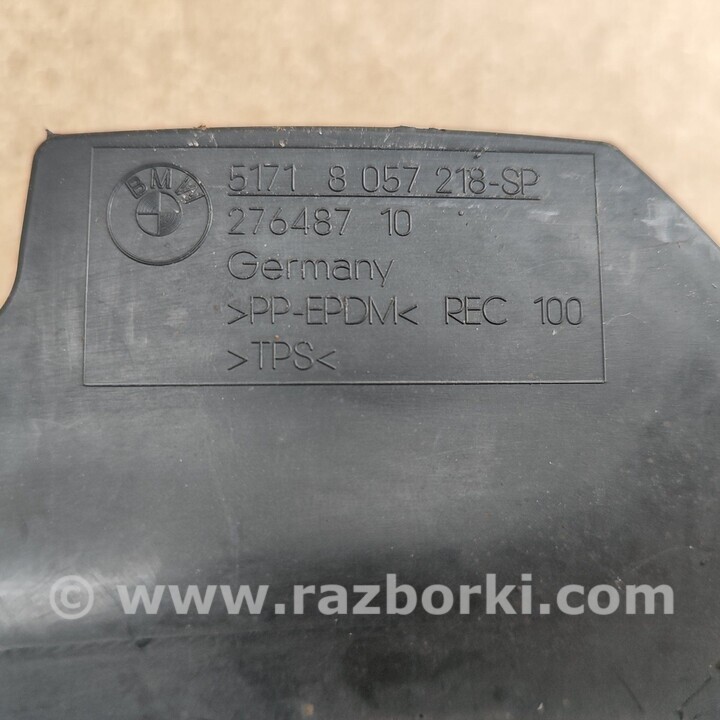 BMW
5171 8 057 218-SP
276487 10
Germany
>PP-EPDM< REC 100
>TPS<
© www.razborki.com